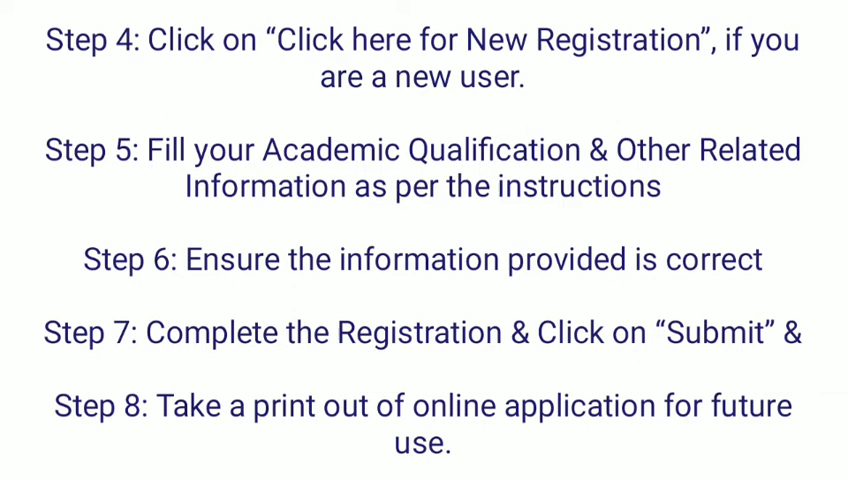 Step 4: Click on “Click here for New Registration”, if you
are a new user.
Step 5: Fill your Academic Qualification & Other Related
Information as per the instructions
Step 6: Ensure the information provided is correct
Step 7: Complete the Registration & Click on “Submit” &
Step 8: Take a print out of online application for future
use.